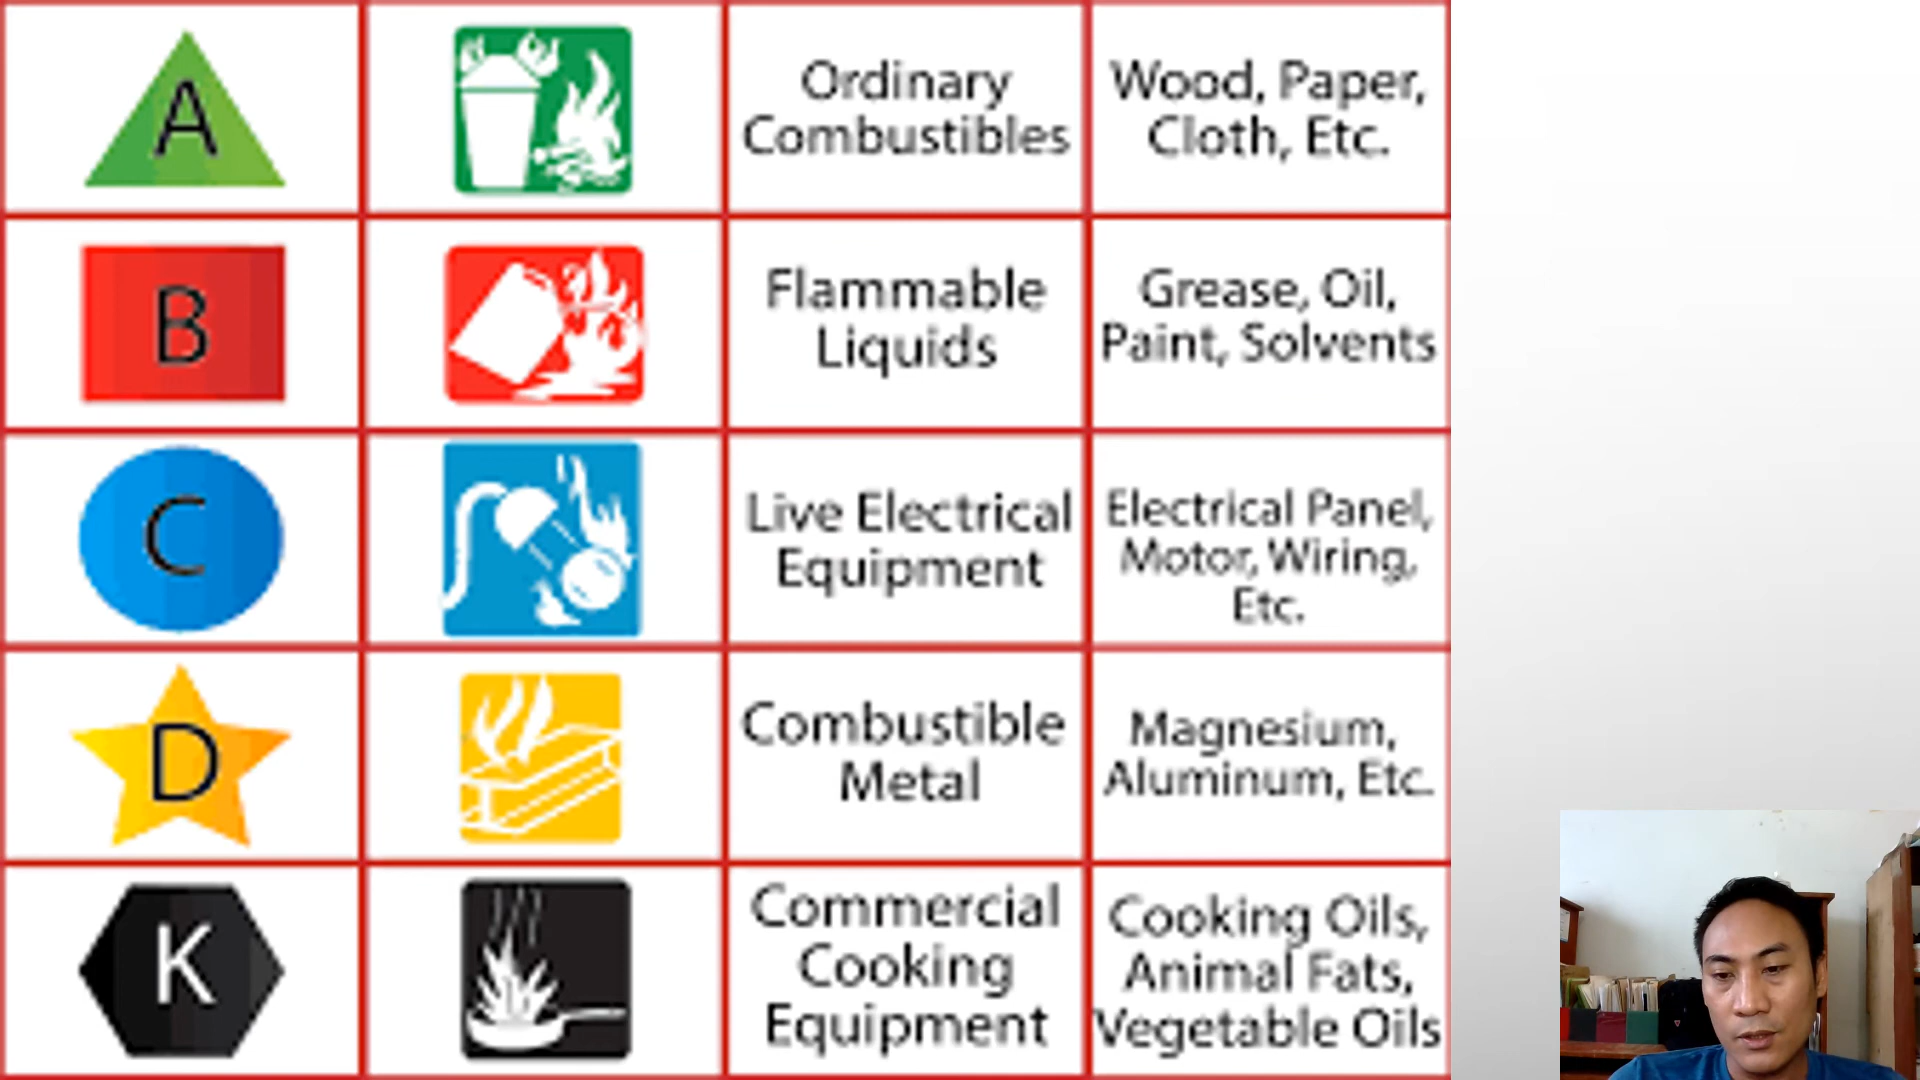 A
Ordinary
Combustibles
Wood, Paper,
Cloth, Etc.
B
Flammable
Liquids
Grease, Oil,
Paint, Solvents
C
Live Electrical
Equipment
Electrical Panel,
Motor, Wiring,
Etc.
D
Combustible
Metal
Magnesium,
Aluminum, Etc.
K
Commercial
Cooking
Equipment
Cooking Oils,
Animal Fats,
Vegetable Oils